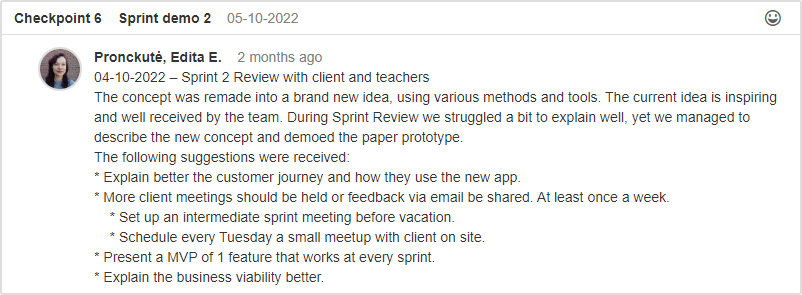 Checkpoint 6 Sprint demo 2 05-10-2022
Pronckutė, Edita E. 2 months ago
04-10-2022 – Sprint 2 Review with client and teachers
The concept was remade into a brand new idea, using various methods and tools. The current idea is inspiring
and well received by the team. During Sprint Review we struggled a bit to explain well, yet we managed to
describe the new concept and demoed the paper prototype.
The following suggestions were received:
* Explain better the customer journey and how they use the new app.
* More client meetings should be held or feedback via email be shared. At least once a week.
* Set up an intermediate sprint meeting before vacation.
* Schedule every Tuesday a small meetup with client on site.
* Present a MVP of 1 feature that works at every sprint.
* Explain the business viability better.